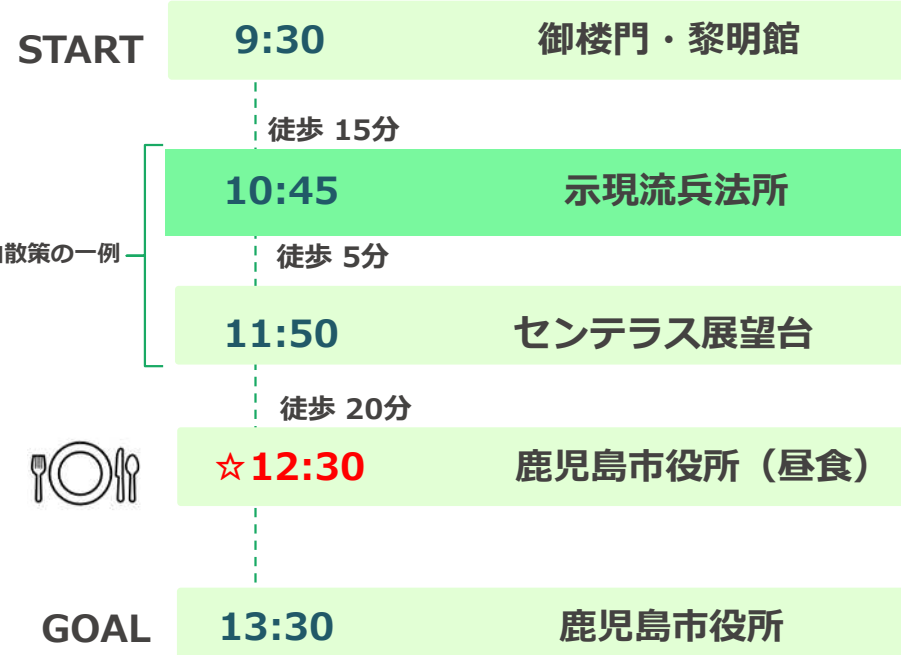 START 9:30 御楼門・黎明館
徒歩 15分
10:45 示現流兵法所
散策の一例
徒歩 5分
11:50 センテラス展望台
徒歩 20分
☆12:30 鹿児島市役所（昼食）
GOAL 13:30 鹿児島市役所